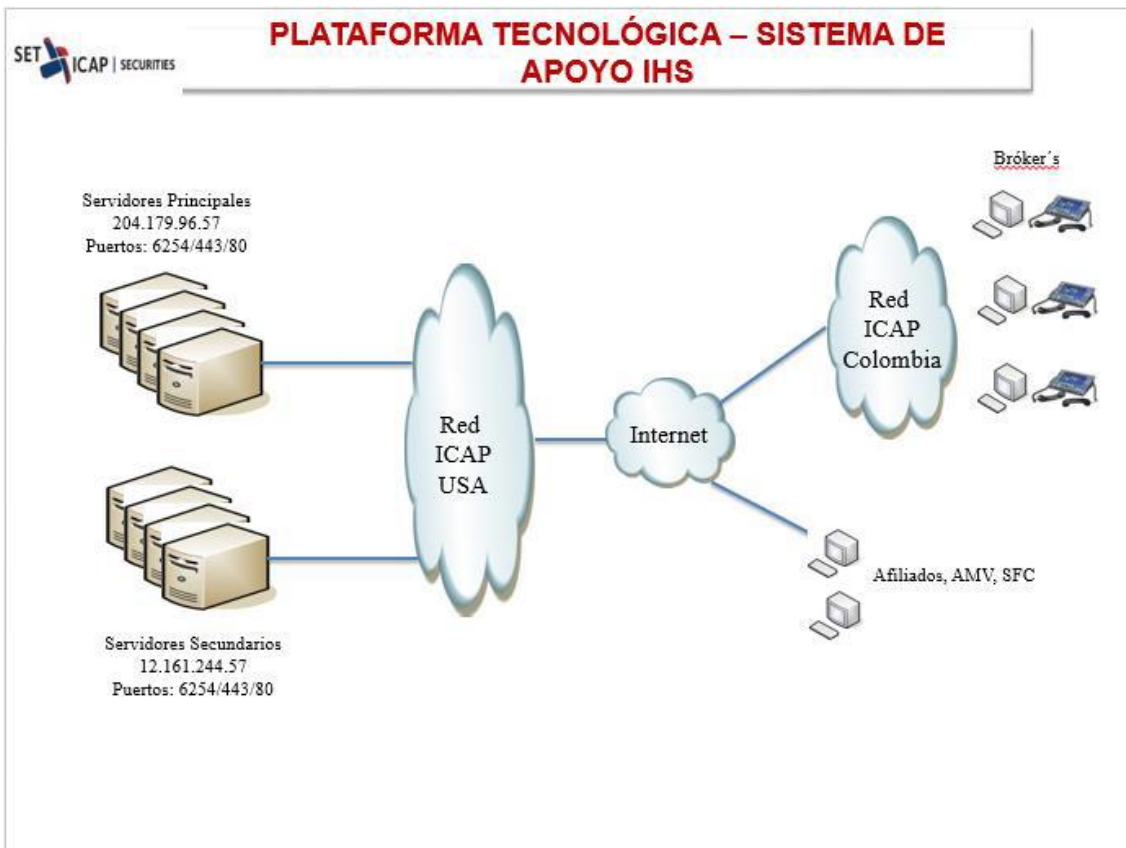 SET ICAP | SECURITIES
PLATAFORMA TECNOLÓGICA – SISTEMA DE
APOYO IHS
Bróker´s
Servidores Principales
204.179.96.57
Puertos: 6254/443/80
Red
ICAP
Colombia
Red
ICAP
USA
Internet
Afiliados, AMV, SFC
Servidores Secundarios
12.161.244.57
Puertos: 6254/443/80